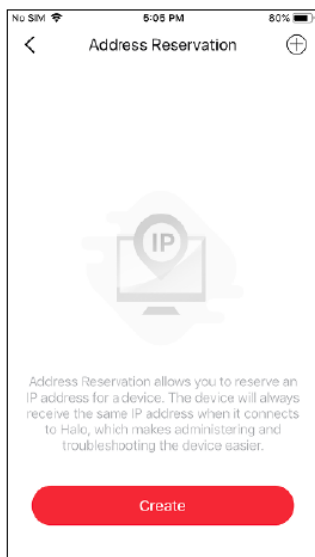 No SIM 5:05 PM 80%
Address Reservation
IP
Address Reservation allows you to reserve an
IP address for a device. The device will always
receive the same IP address when it connects
to Halo, which makes administering and
troubleshooting the device easier.
Create